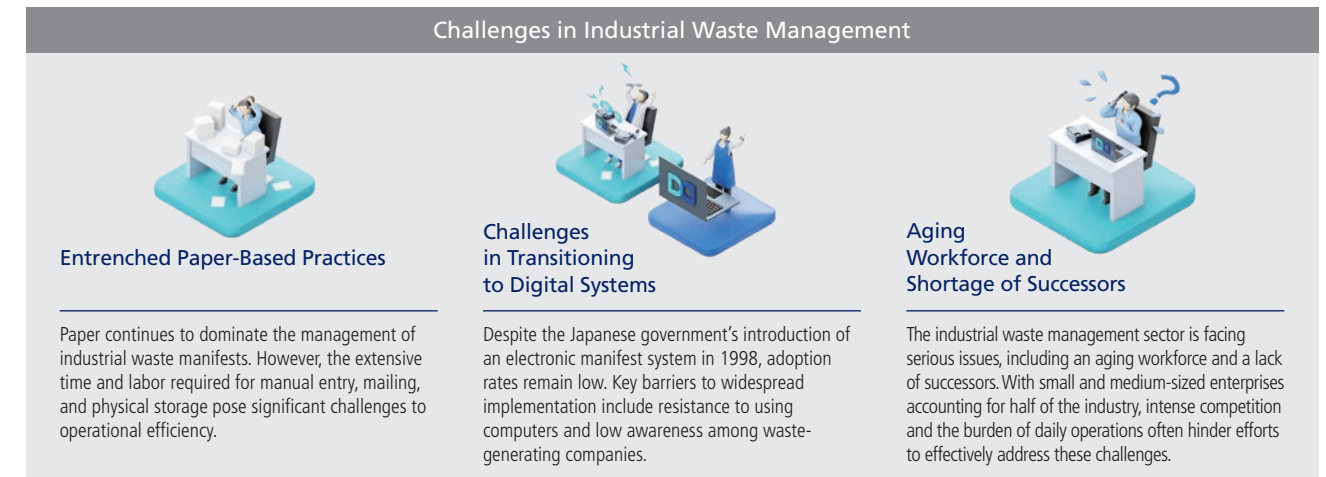 Challenges in Industrial Waste Management
Entrenched Paper-Based Practices
Paper continues to dominate the management of
industrial waste manifests. However, the extensive
time and labor required for manual entry, mailing,
and physical storage pose significant challenges to
operational efficiency.
Challenges
in Transitioning
to Digital Systems
Despite the Japanese government's introduction of
an electronic manifest system in 1998, adoption
rates remain low. Key barriers to widespread
implementation include resistance to using
computers and low awareness among waste-
generating companies.
Aging
Workforce and
Shortage of Successors
The industrial waste management sector is facing
serious issues, including an aging workforce and a lack
of successors. With small and medium-sized enterprises
accounting for half of the industry, intense competition
and the burden of daily operations often hinder efforts
to effectively address these challenges.